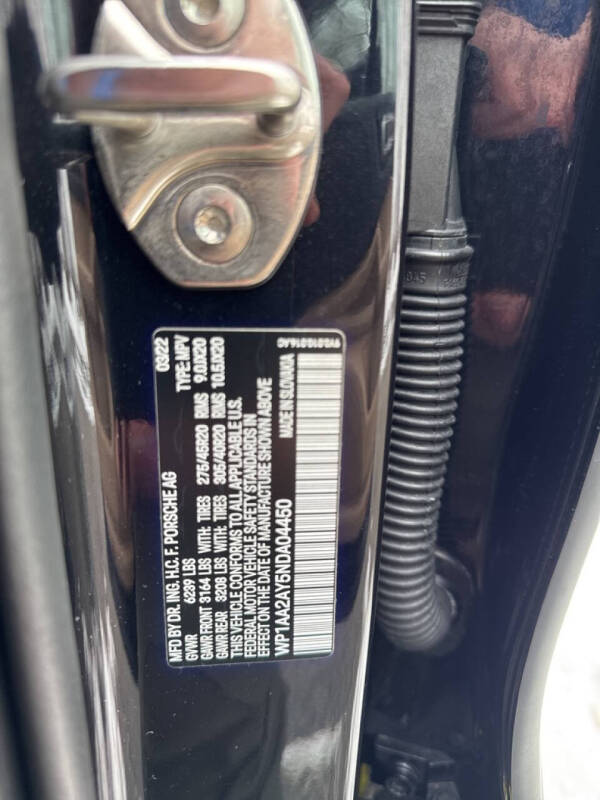 MFD BY DR. ING. H.C. F. PORSCHE AG 03/22
GVWR 6239 LBS TYPE: MPV
GAWR FRONT 3164 LBS WITH: TIRES 275/45R20 RIMS 9.0JX20
GAWR REAR 3208 LBS WITH: TIRES 305/40R20 RIMS 10.5JX20
THIS VEHICLE CONFORMS TO ALL APPLICABLE U.S.
FEDERAL MOTOR VEHICLE SAFETY STANDARDS IN
EFFECT ON THE DATE OF MANUFACTURE SHOWN ABOVE
WP1AA2AY5NDA04450 MADE IN SLOVAKIA